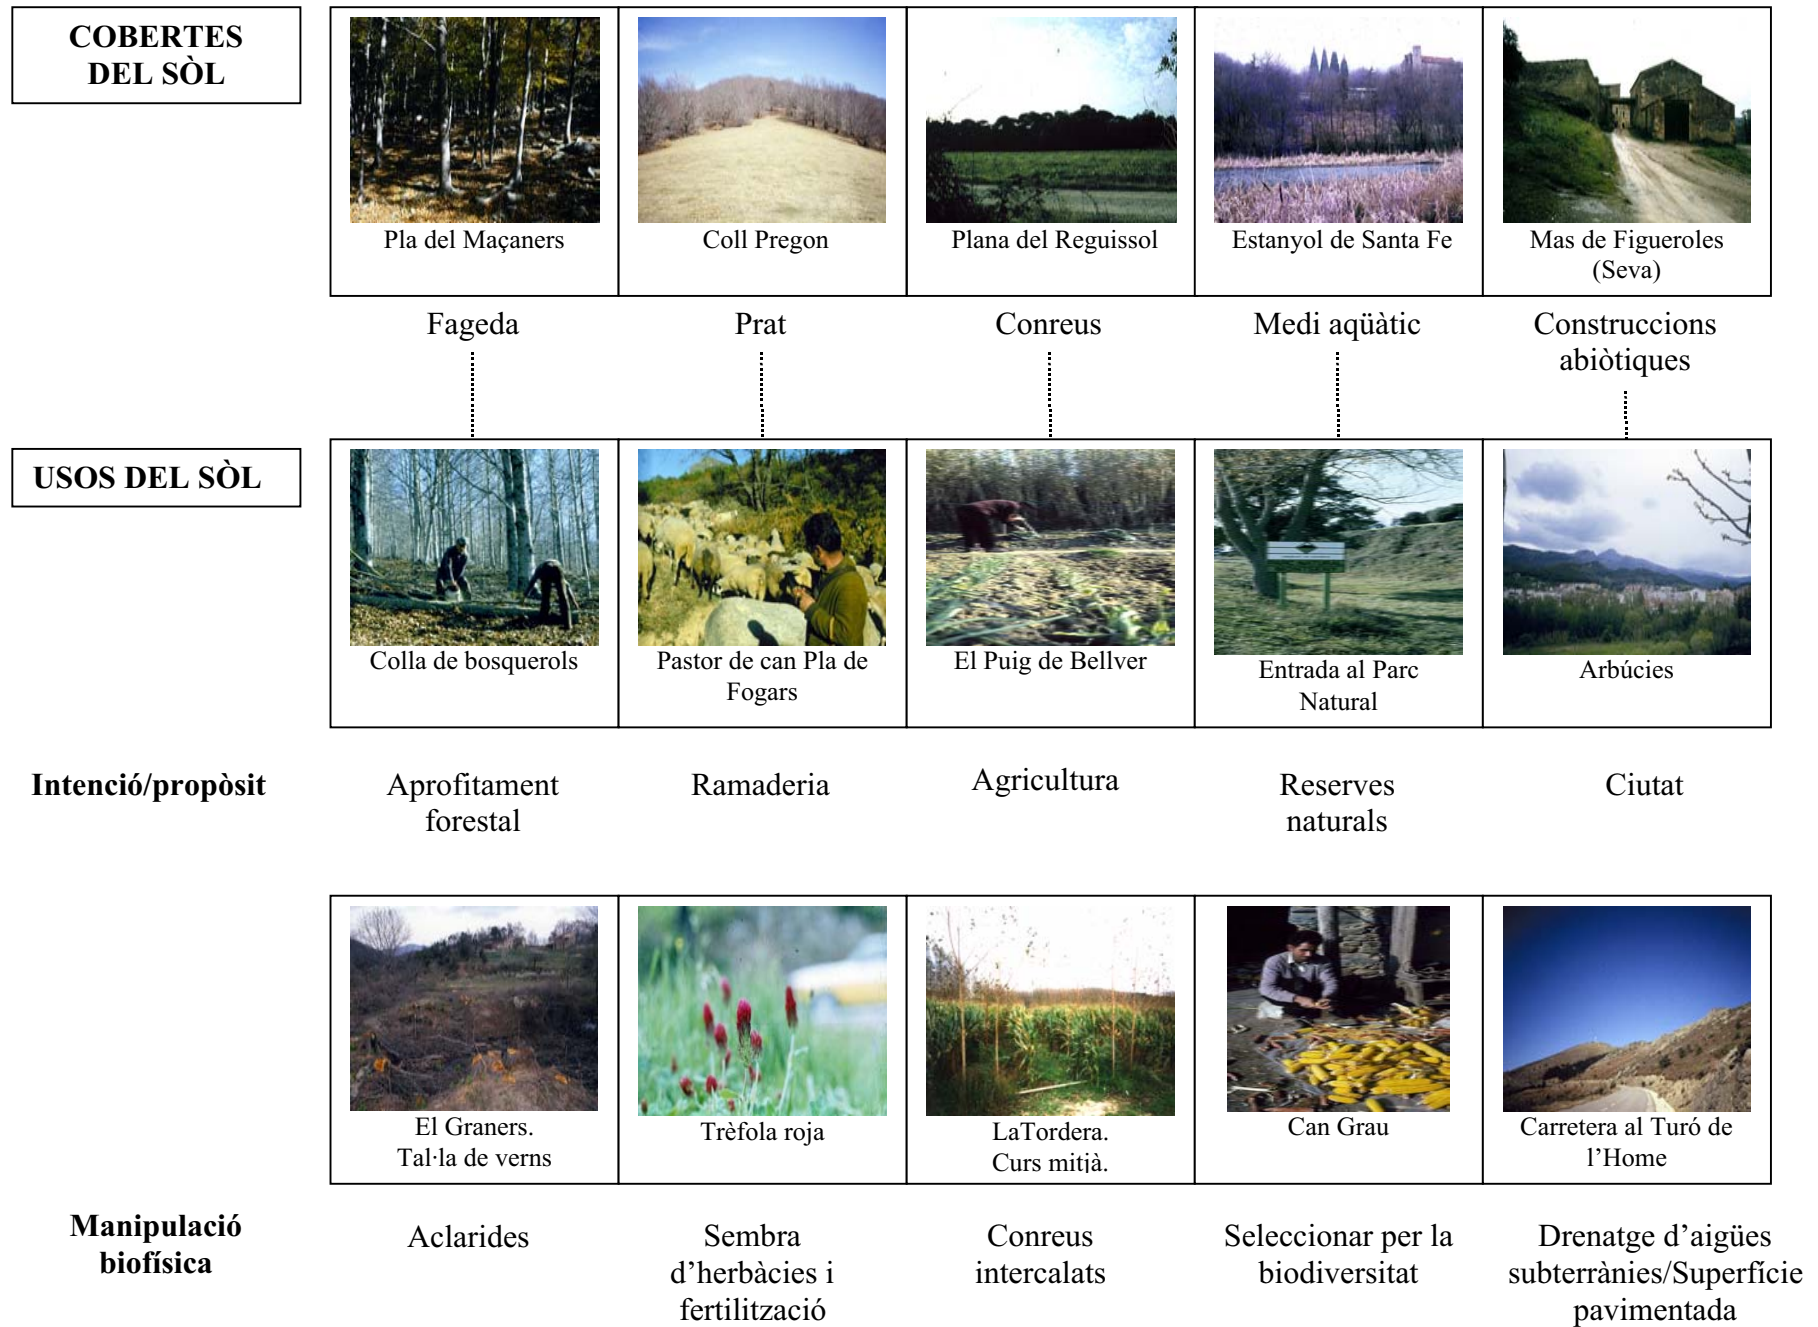 COBERTES
DEL SÒL
Pla del Maçaners
Coll Pregon
Plana del Reguissol
Estanyol de Santa Fe
Mas de Figueroles
(Seva)
Fageda
Prat
Conreus
Medi aqüàtic
Construccions
abiòtiques
USOS DEL SÒL
Colla de bosquerols
Pastor de can Pla de
Fogars
El Puig de Bellver
Entrada al Parc
Natural
Arbúcies
Intenció/propòsit
Aprofitament
forestal
Ramaderia
Agricultura
Reserves
naturals
Ciutat
El Graners.
Tal·la de verns
Trèfola roja
LaTordera.
Curs mitjà.
Can Grau
Carretera al Turó de
l’Home
Manipulació
biofísica
Aclarides
Sembra
d’herbàcies i
fertilització
Conreus
intercalats
Seleccionar per la
biodiversitat
Drenatge d’aigües
subterrànies/Superfície
pavimentada